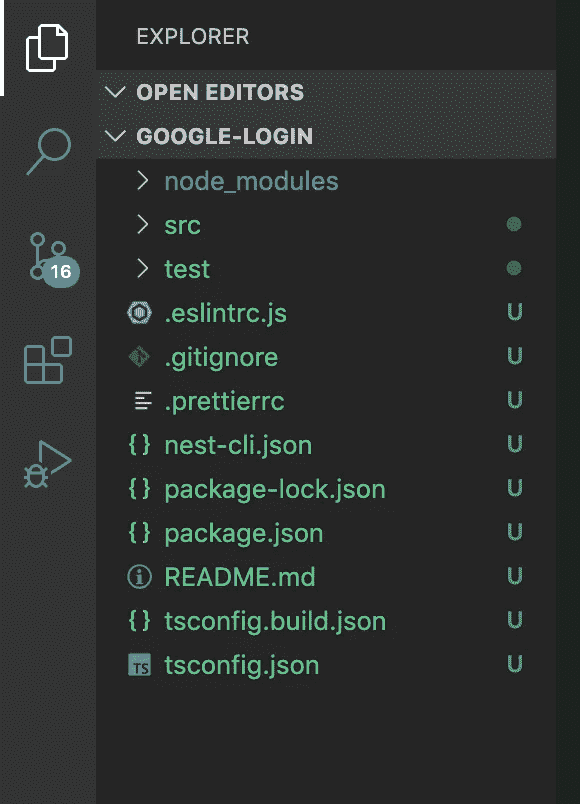 EXPLORER
OPEN EDITORS
GOOGLE-LOGIN
node_modules
src
test
16
.eslintrc.js U
.gitignore U
.prettierrc U
nest-cli.json U
package-lock.json U
package.json U
README.md U
tsconfig.build.json U
TS tsconfig.json U